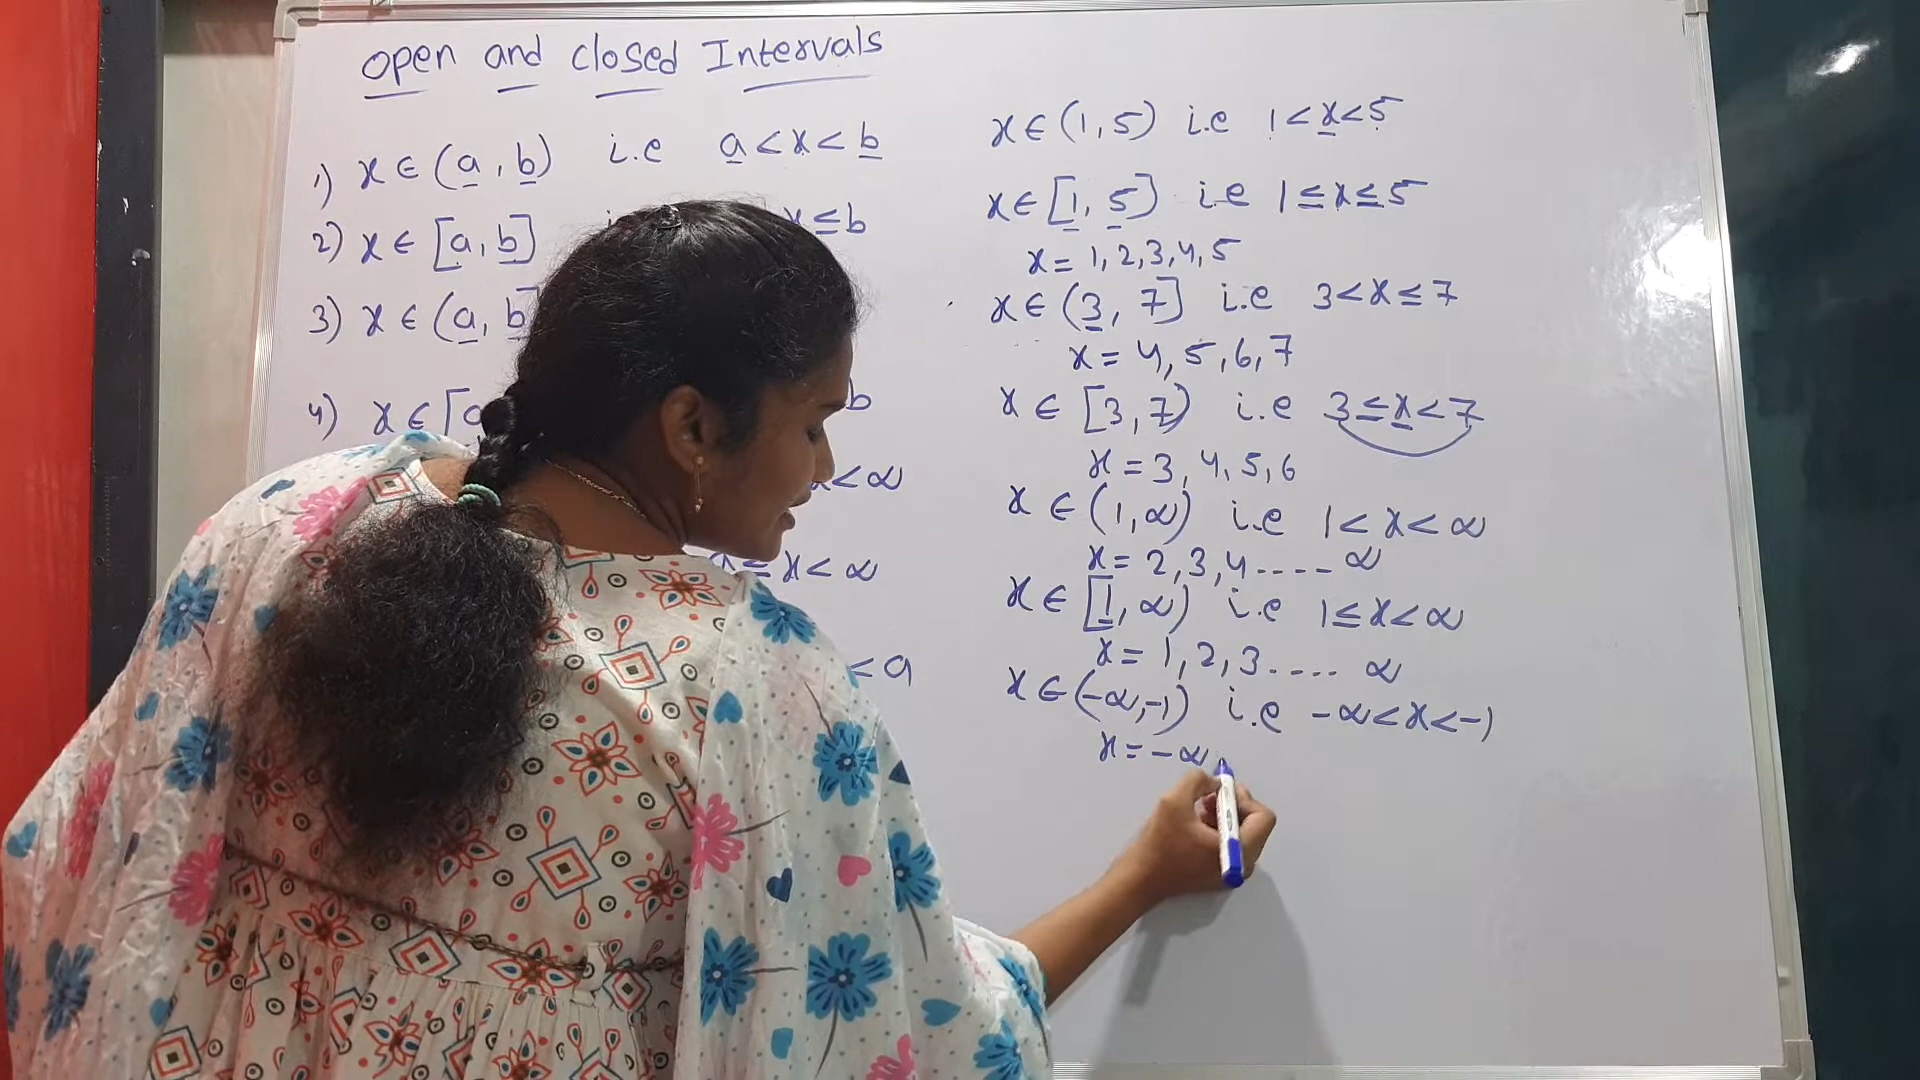 Open and closed Intervals
1) x ∈ (a, b) i.e a < x < b
2) x ∈ [a, b] x ≤ b
3) x ∈ (a, b]
4) x ∈ [a b
x < ∞
a ≤ x < ∞
< a
x ∈ (1, 5) i.e 1 < x < 5
x ∈ [1, 5] i.e 1 ≤ x ≤ 5
x = 1, 2, 3, 4, 5
x ∈ (3, 7] i.e 3 < x ≤ 7
x = 4, 5, 6, 7
x ∈ [3, 7) i.e 3 ≤ x < 7
x = 3, 4, 5, 6
x ∈ (1, ∞) i.e 1 < x < ∞
x = 2, 3, 4 - - - - ∞
x ∈ [1, ∞) i.e 1 ≤ x < ∞
x = 1, 2, 3 . . . . ∞
x ∈ (-∞, -1) i.e -∞ < x < -1
x = -∞